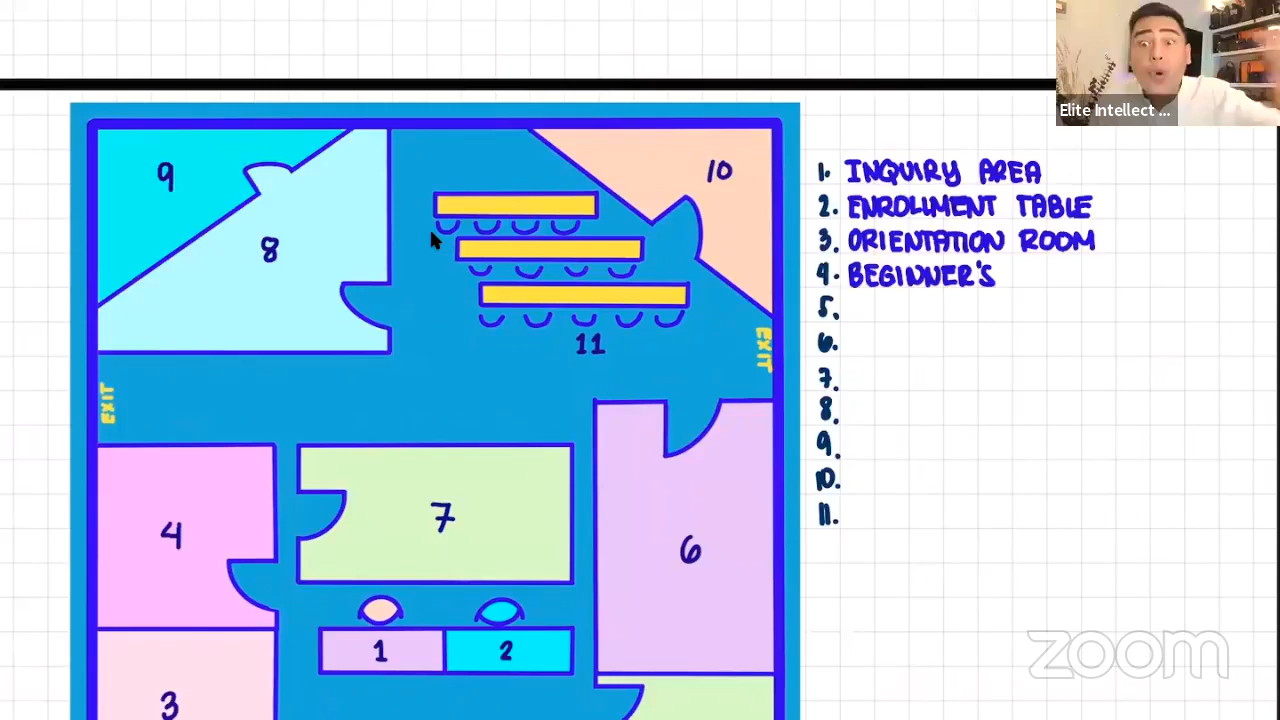 Elite Intellect ...
9
10
8
1. INQUIRY AREA
2. ENROLLMENT TABLE
3. ORIENTATION ROOM
4. BEGINNER'S
5.
6.
7.
8.
9.
10.
11.
11
EXIT
EXIT
4
7
6
1
2
3
zoom